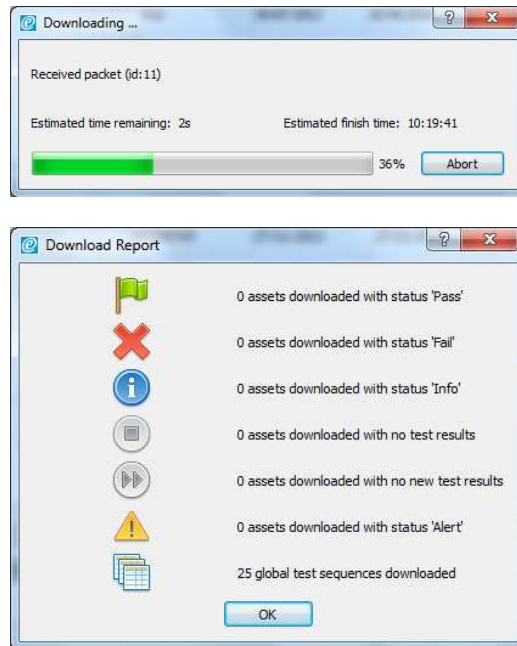 Downloading ...
Received packet (id:11)
Estimated time remaining: 2s Estimated finish time: 10:19:41
36% Abort
Download Report
0 assets downloaded with status 'Pass'
0 assets downloaded with status 'Fail'
0 assets downloaded with status 'Info'
0 assets downloaded with no test results
0 assets downloaded with no new test results
0 assets downloaded with status 'Alert'
25 global test sequences downloaded
OK